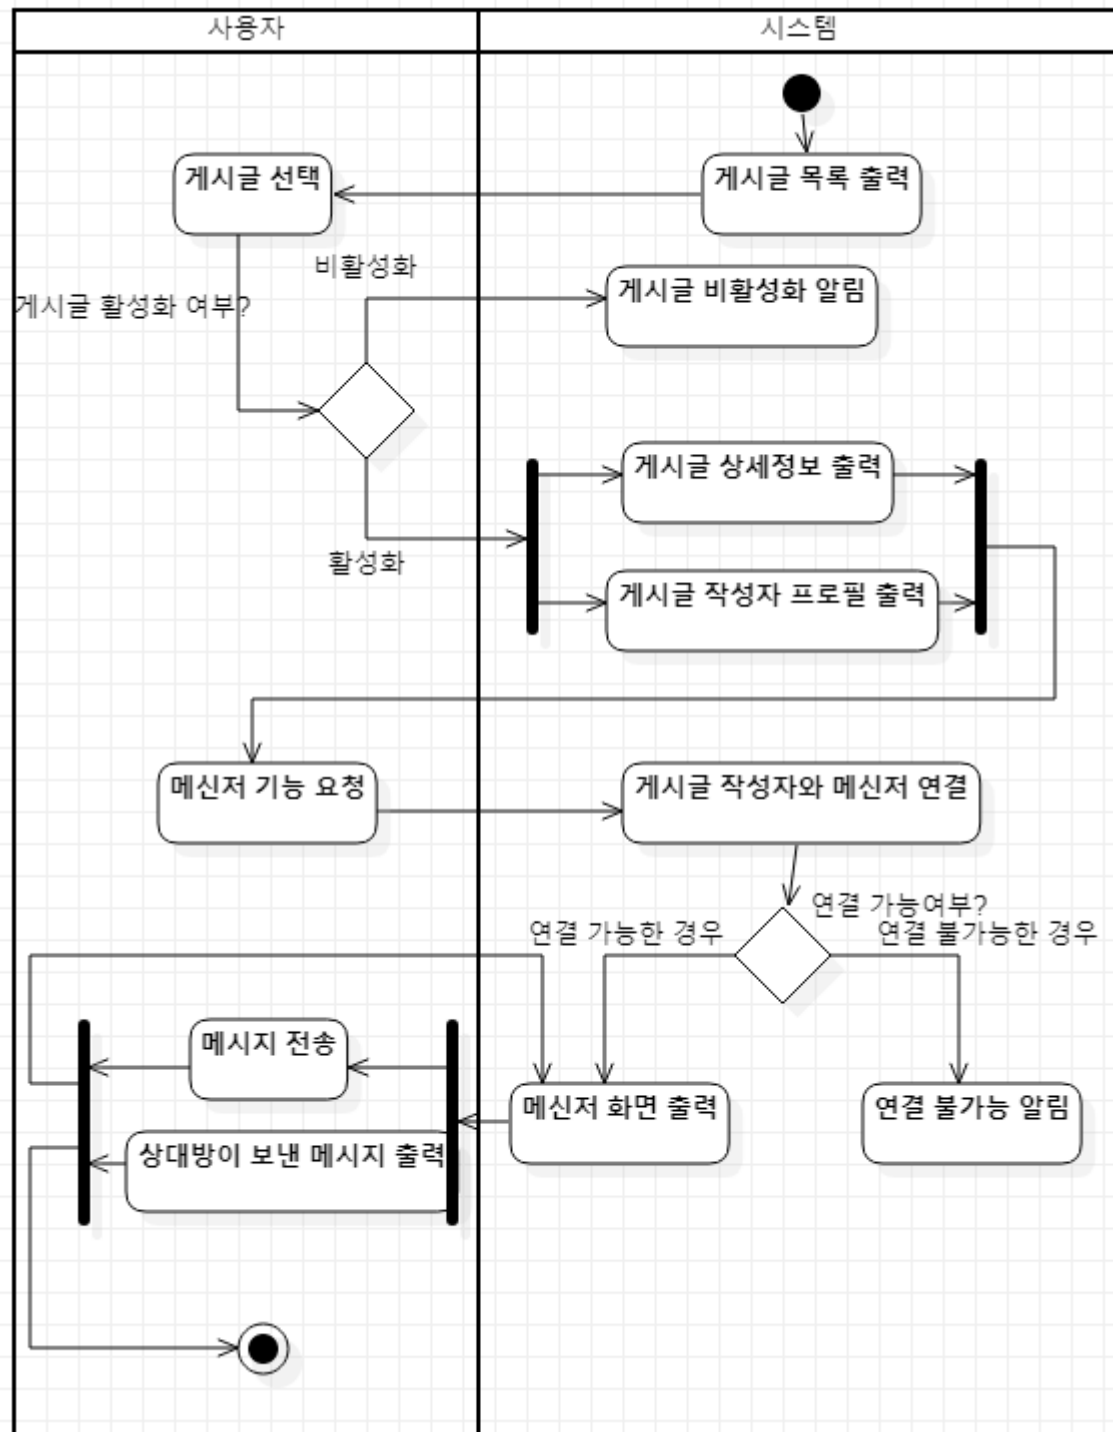 사용자
시스템
게시글 선택
게시글 목록 출력
비활성화
게시글 비활성화 알림
게시글 활성화 여부?
게시글 상세정보 출력
활성화
게시글 작성자 프로필 출력
메신저 기능 요청
게시글 작성자와 메신저 연결
연결 가능여부?
연결 가능한 경우
연결 불가능한 경우
메시지 전송
메신저 화면 출력
연결 불가능 알림
상대방이 보낸 메시지 출력